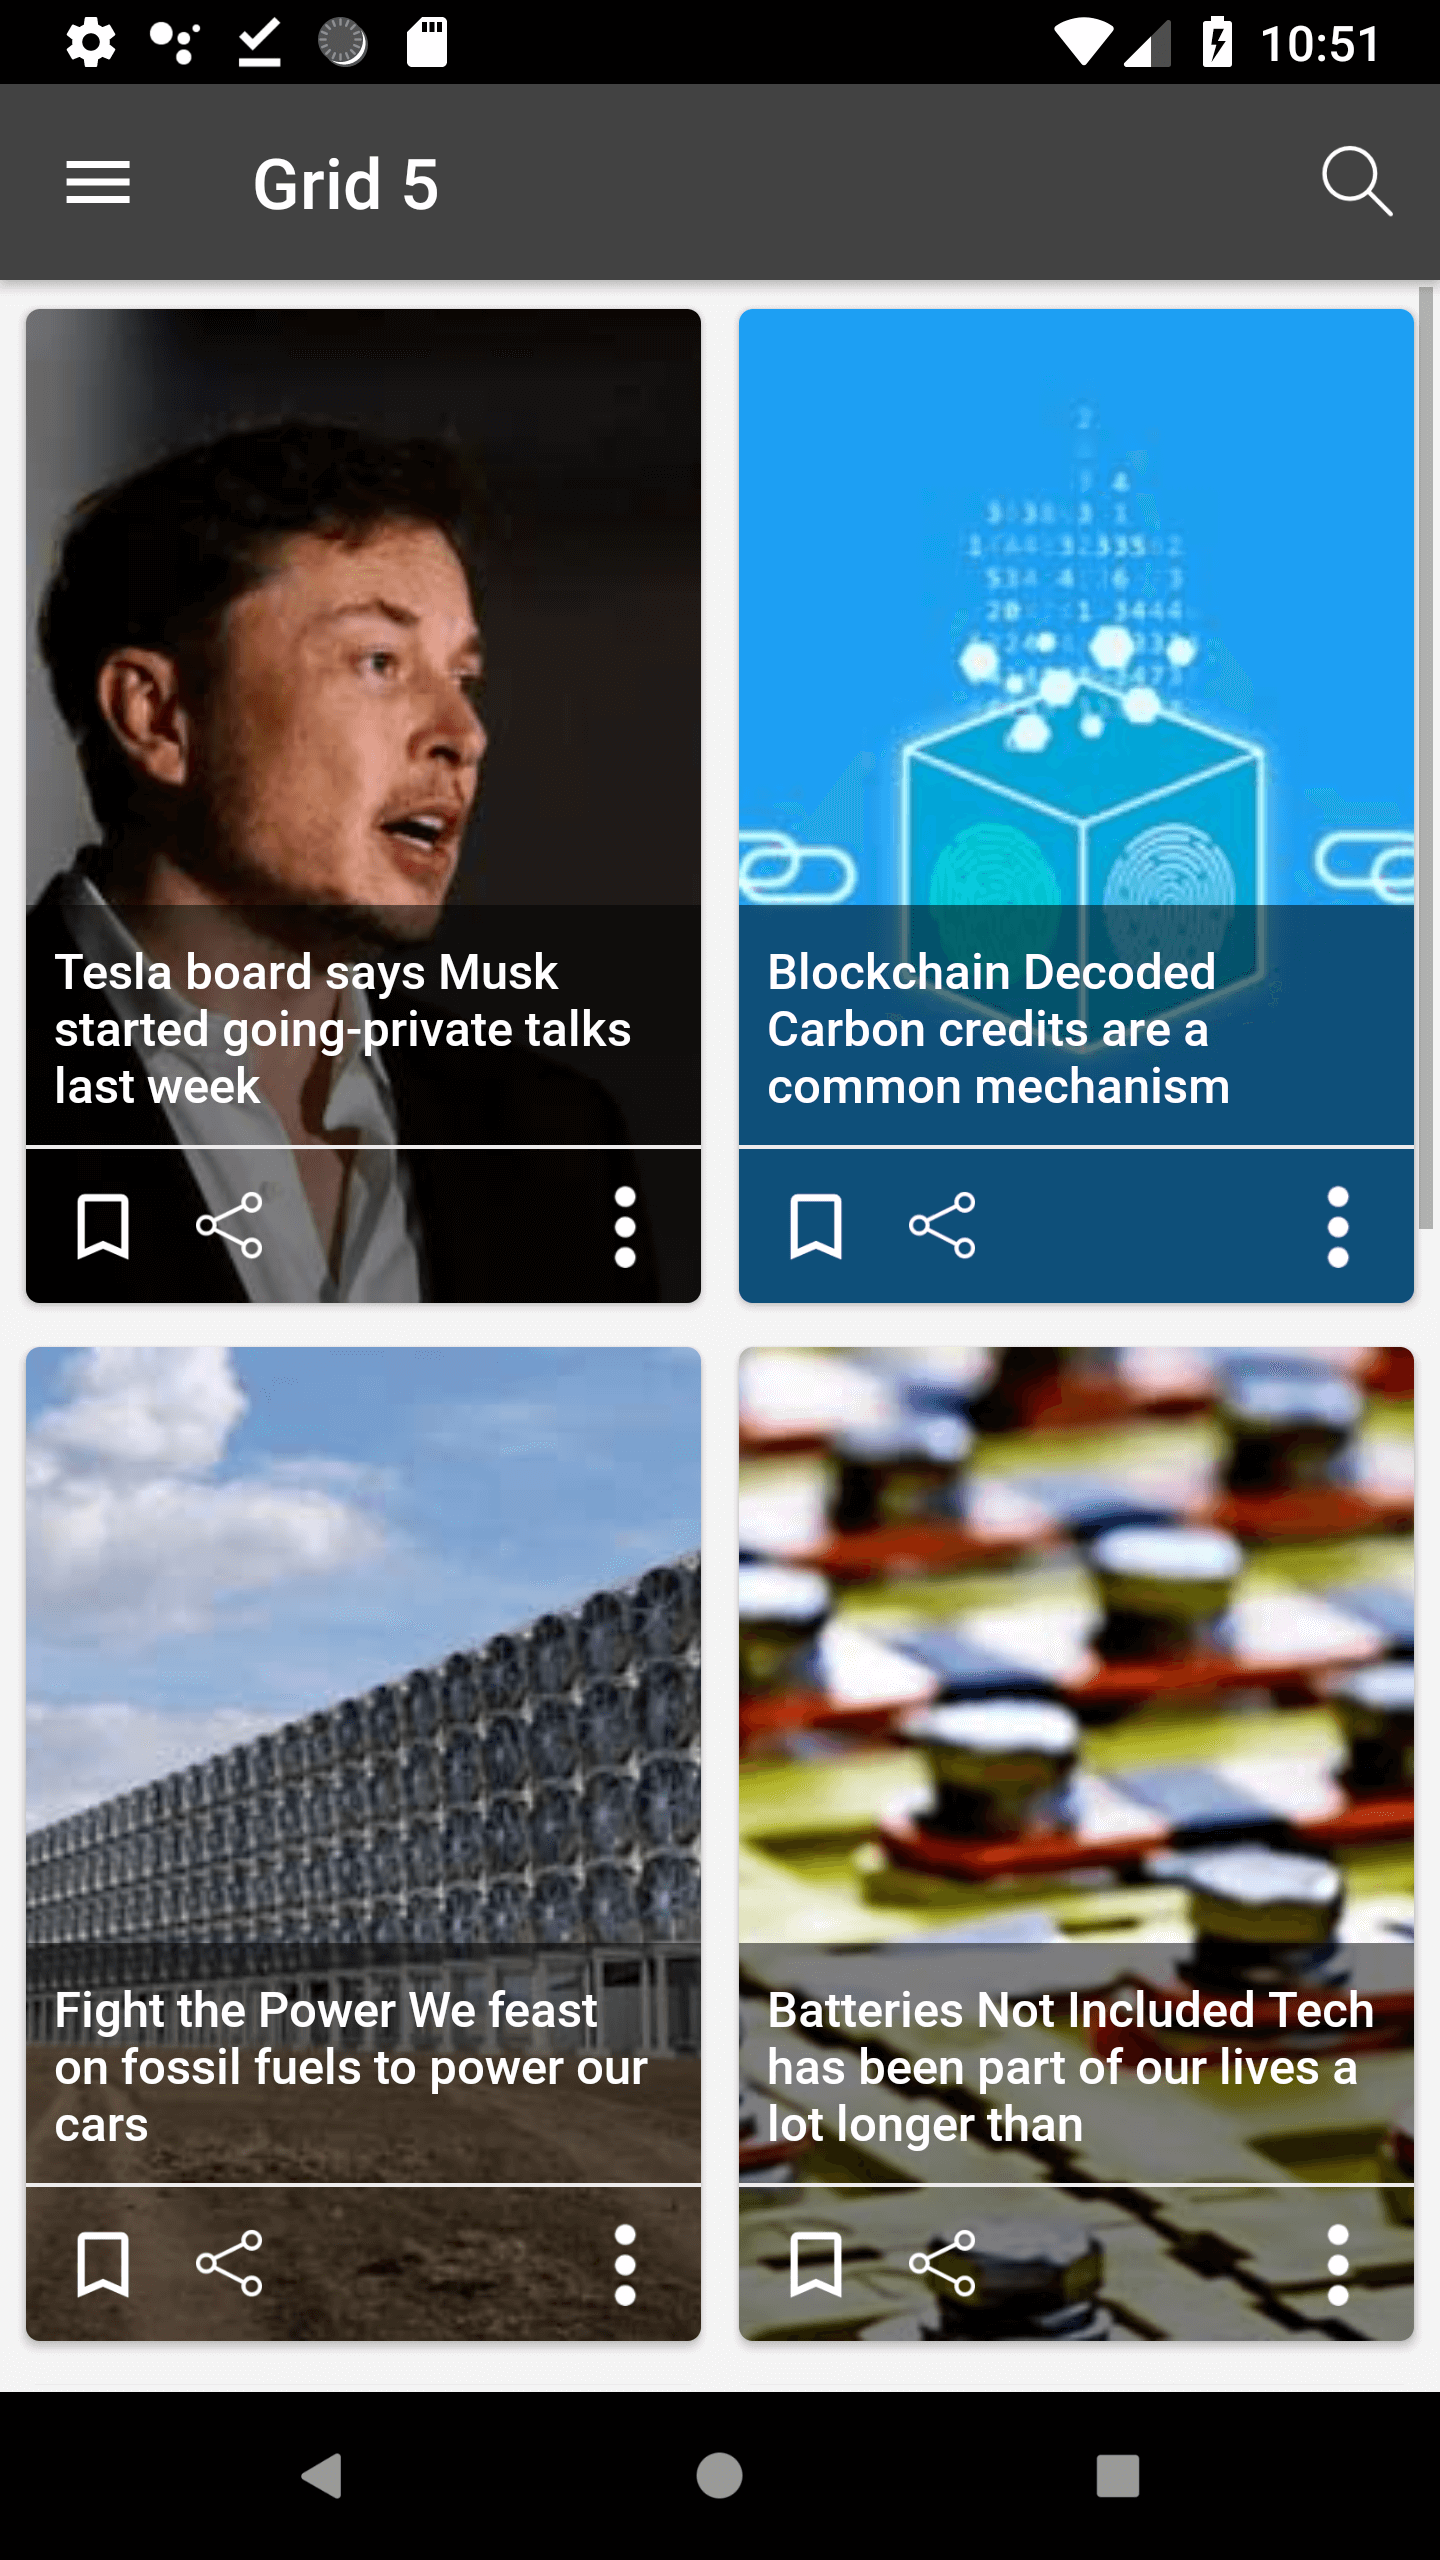 10:51
Grid 5
Tesla board says Musk
started going-private talks
last week
Blockchain Decoded
Carbon credits are a
common mechanism
Fight the Power We feast
on fossil fuels to power our
cars
Batteries Not Included Tech
has been part of our lives a
lot longer than